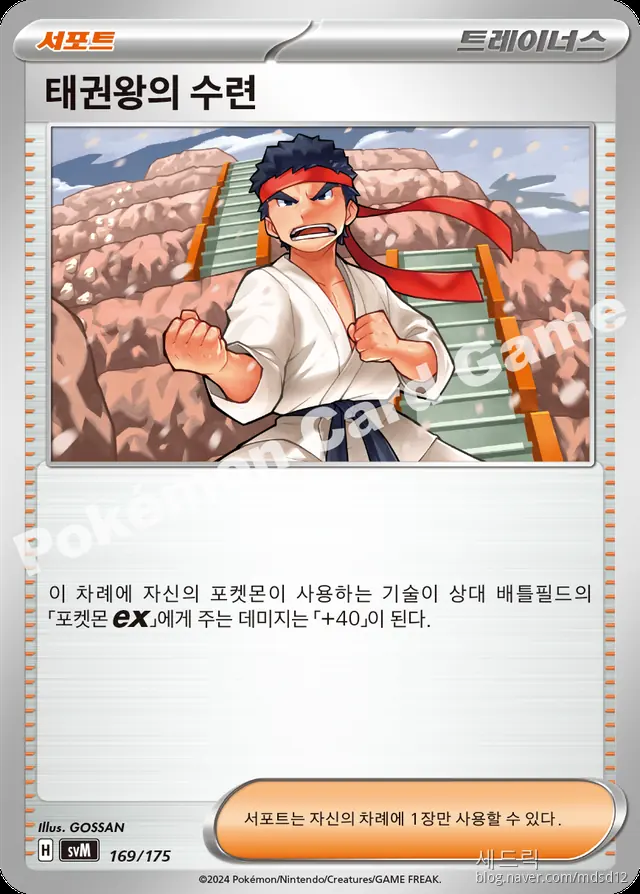 서포트
트레이너스
태권왕의 수련
Pokémon Card Game
이 차례에 자신의 포켓몬이 사용하는 기술이 상대 배틀필드의
「포켓몬 ex」에게 주는 데미지는 「+40」이 된다.
서포트는 자신의 차례에 1장만 사용할 수 있다.
Illus. GOSSAN
H svM 169/175
©2024 Pokémon/Nintendo/Creatures/GAME FREAK.
세드릭
blog.naver.com/mdsd12